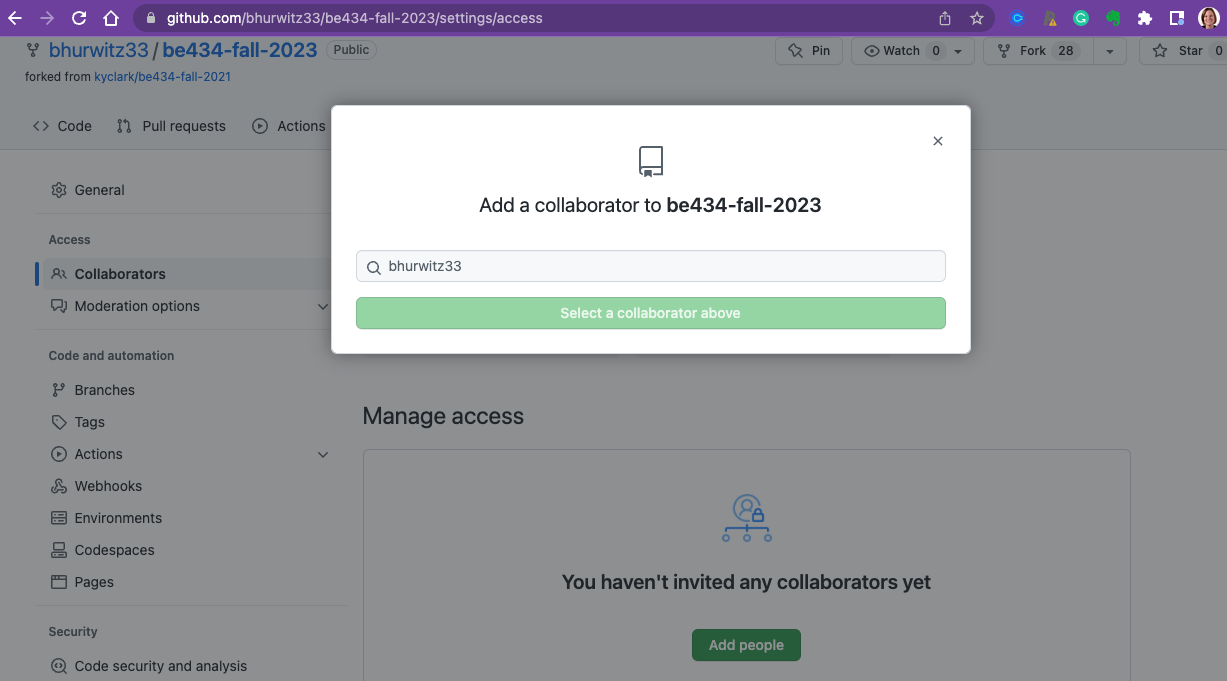 github.com/bhurwitz33/be434-fall-2023/settings/access
bhurwitz33 / be434-fall-2023 Public
Pin
Watch 0
Fork 28
Star 0
forked from kyclark/be434-fall-2021
Code
Pull requests
Actions
Add a collaborator to be434-fall-2023
bhurwitz33
Select a collaborator above
General
Access
Collaborators
Moderation options
Code and automation
Branches
Tags
Actions
Webhooks
Environments
Codespaces
Pages
Security
Code security and analysis
Manage access
You haven't invited any collaborators yet
Add people